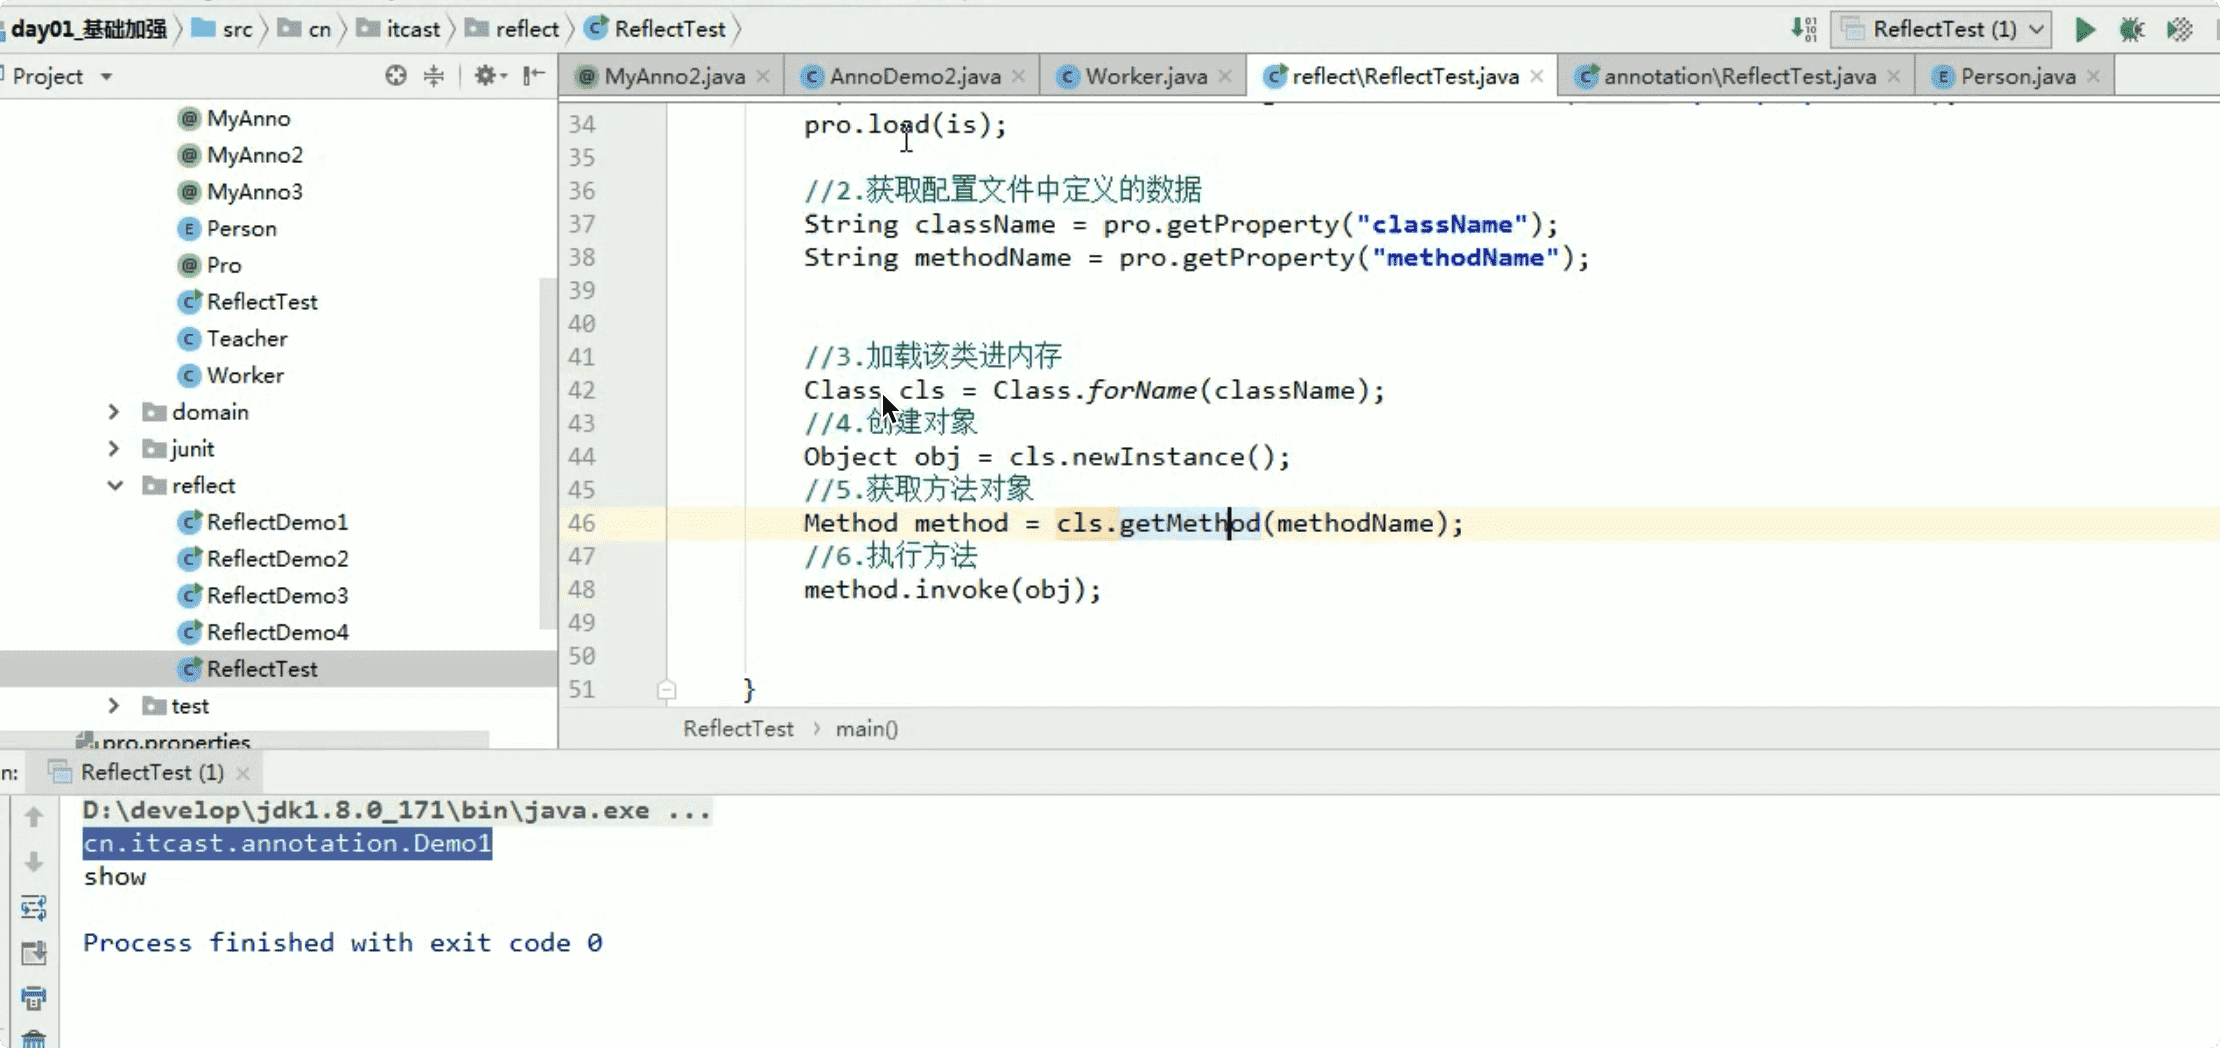 day01_基础加强 src cn itcast reflect ReflectTest
ReflectTest (1)
Project
MyAnno2.java AnnoDemo2.java Worker.java reflect\ReflectTest.java annotation\ReflectTest.java Person.java
MyAnno
MyAnno2
MyAnno3
Person
Pro
ReflectTest
Teacher
Worker
domain
junit
reflect
ReflectDemo1
ReflectDemo2
ReflectDemo3
ReflectDemo4
ReflectTest
test
pro.properties
34 pro.load(is);
35
36 //2.获取配置文件中定义的数据
37 String className = pro.getProperty("className");
38 String methodName = pro.getProperty("methodName");
39
40
41 //3.加载该类进内存
42 Class cls = Class.forName(className);
43 //4.创建对象
44 Object obj = cls.newInstance();
45 //5.获取方法对象
46 Method method = cls.getMethod(methodName);
47 //6.执行方法
48 method.invoke(obj);
49
50
51 }
ReflectTest main()
n: ReflectTest (1)
D:\develop\jdk1.8.0_171\bin\java.exe ...
cn.itcast.annotation.Demo1
show
Process finished with exit code 0